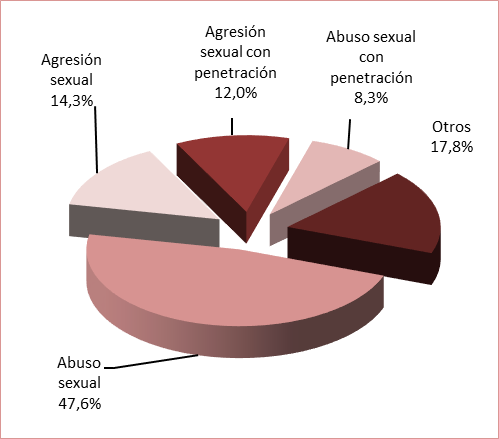 Agresión
sexual
14,3%
Agresión
sexual con
penetración
12,0%
Abuso sexual
con
penetración
8,3%
Otros
17,8%
Abuso
sexual
47,6%